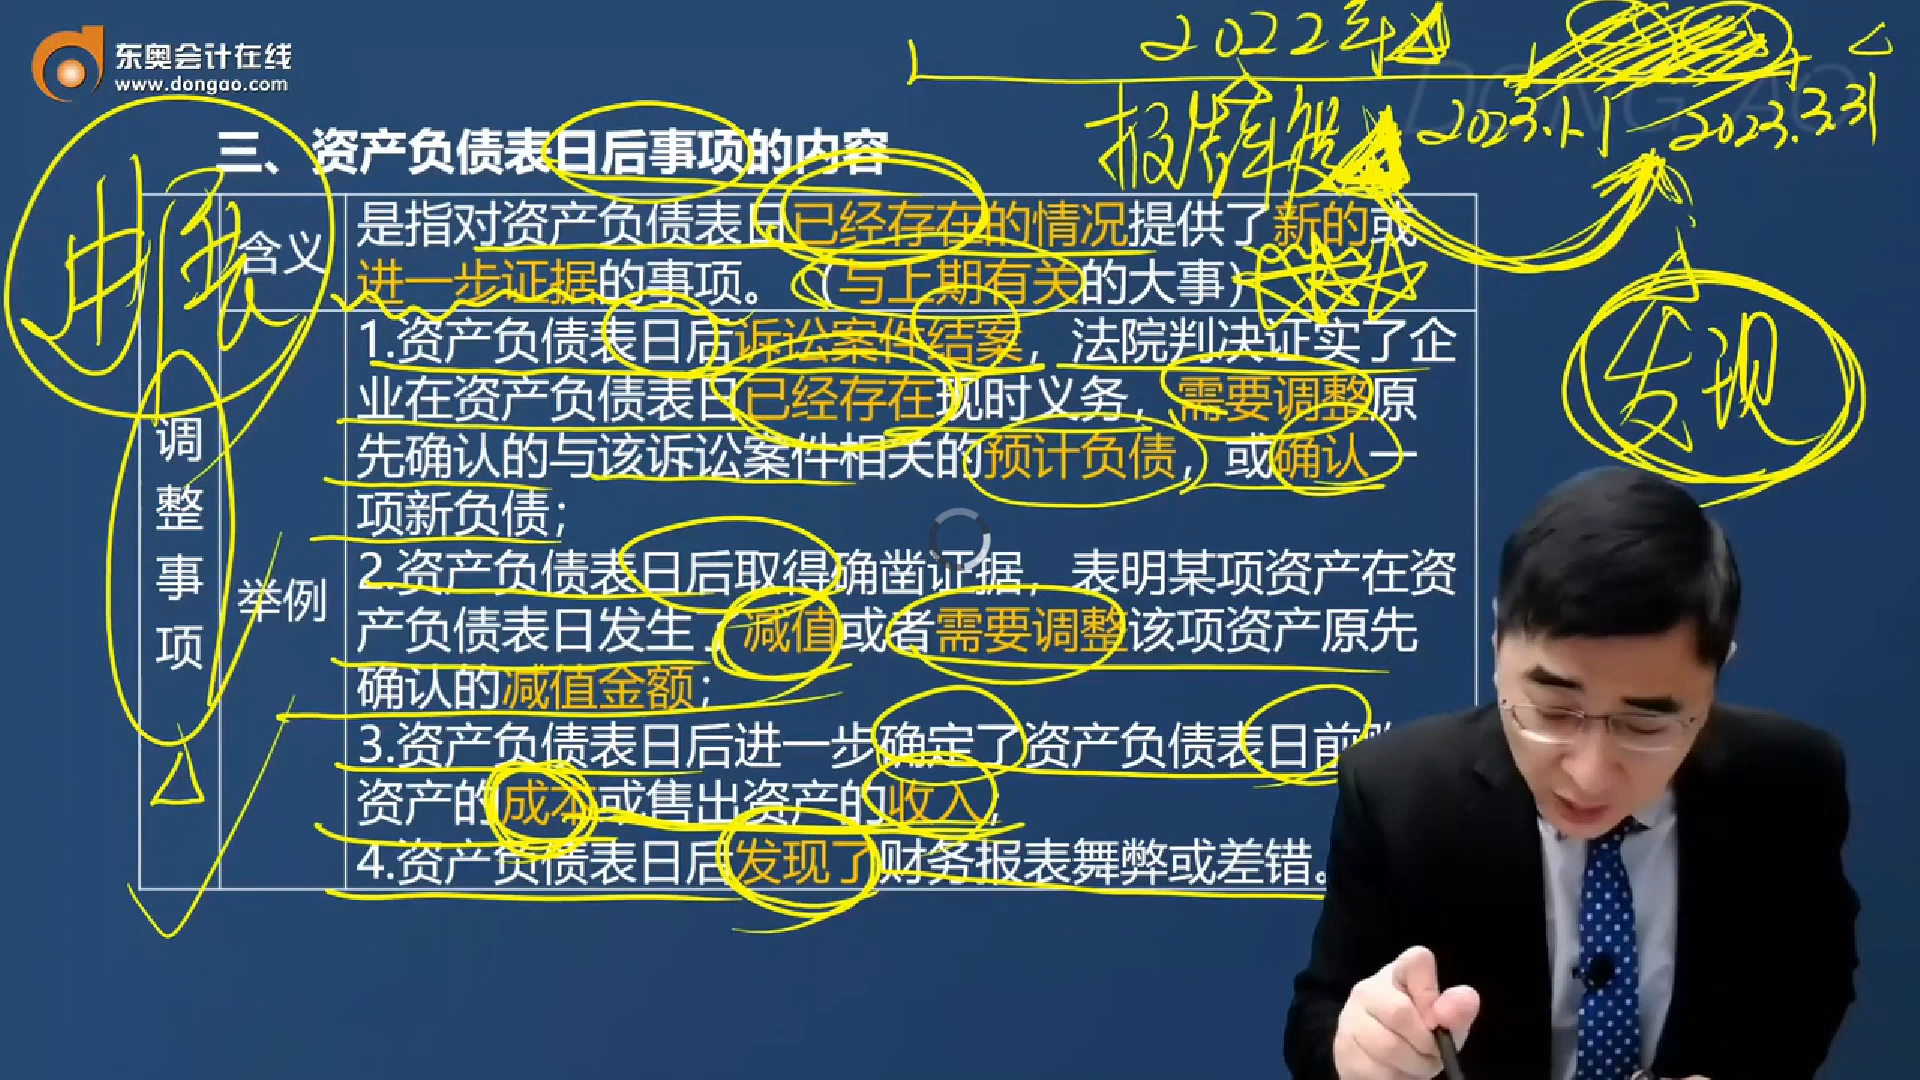 东奥会计在线
www.dongao.com
2022年
报告年度
2023.1.1 — 2023.3.31
三、资产负债表日后事项的内容
调整事项
含义
是指对资产负债表日已经存在的情况提供了新的或
进一步证据的事项。（与上期有关的大事）
发现
举例
1.资产负债表日后诉讼案件结案，法院判决证实了企
业在资产负债表日已经存在现时义务，需要调整原
先确认的与该诉讼案件相关的预计负债，或确认一
项新负债；
2.资产负债表日后取得确凿证据，表明某项资产在资
产负债表日发生了减值或者需要调整该项资产原先
确认的减值金额；
3.资产负债表日后进一步确定了资产负债表日前
资产的成本或售出资产的收入；
4.资产负债表日后发现了财务报表舞弊或差错。